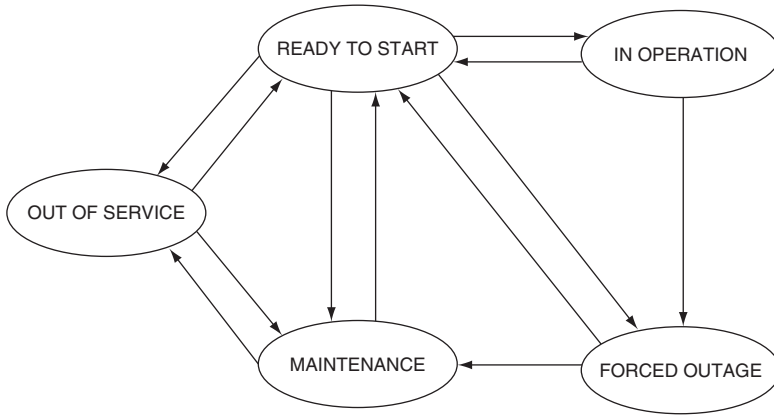 READY TO START
IN OPERATION
OUT OF SERVICE
MAINTENANCE
FORCED OUTAGE